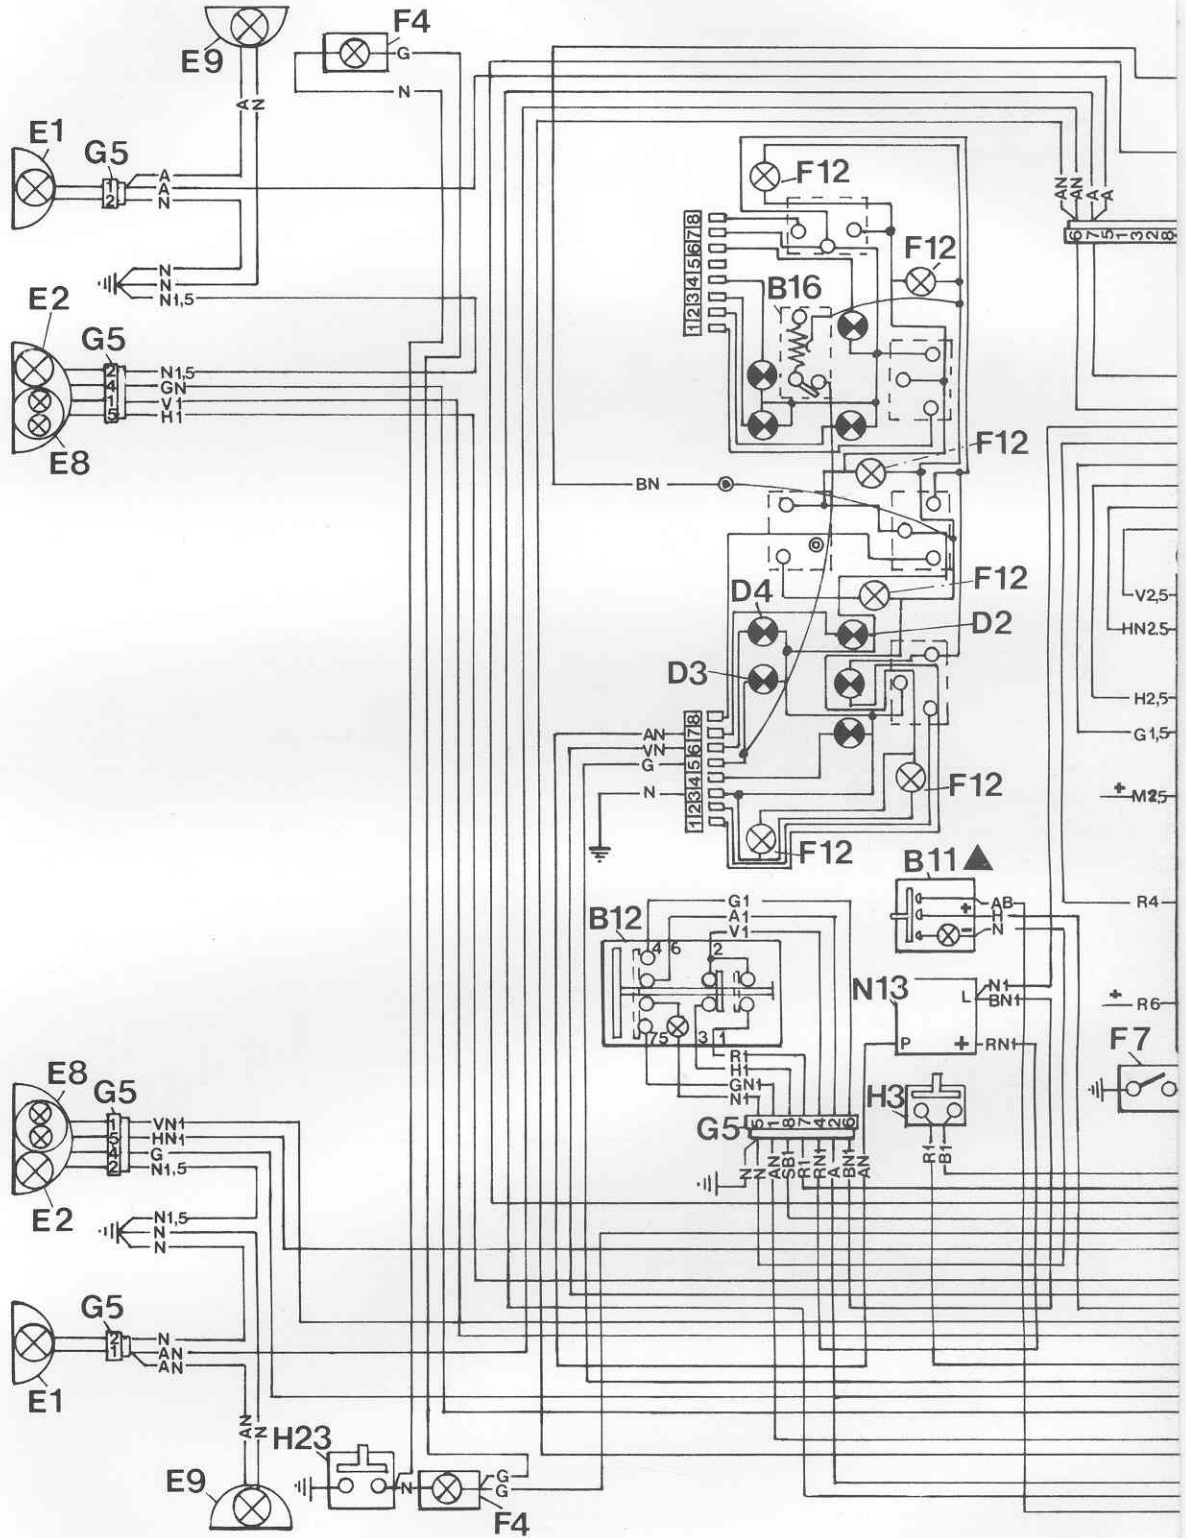 F4
E9
G
N
A N
E1
G5
A
1 A
2 N
N
N
N1,5
E2
G5
2 N1,5
4 GN
1 V1
5 H1
E8
F12
AN AN A A
6 7 5 1 3 2 8
F12
8
7
6
5
4
3
2
1
B16
F12
BN
F12
D4
D2
D3
V2,5
HN2.5
H2,5
G1,5
AN
VN
G
N
8
7
6
5
4
3
2
1
F12
F12
+ M2,5
B11
AB
+ H
- N
R4
B12
G1
A1
V1
4 6 2
7 5 3 1
N13
L N1
BN1
P + RN1
+ R6
F7
R1
H1
GN1
N1
H3
R1 B1
G5
5 1 8 7 4 2 6
N N AN SB1 R1 RN1 A BN1 AN
E8
G5
1 VN1
5 HN1
4 G
2 N1,5
E2
N1,5
N
N
G5
2 N
1 AN
AN
E1
AN N
H23
E9
N
G
G
F4